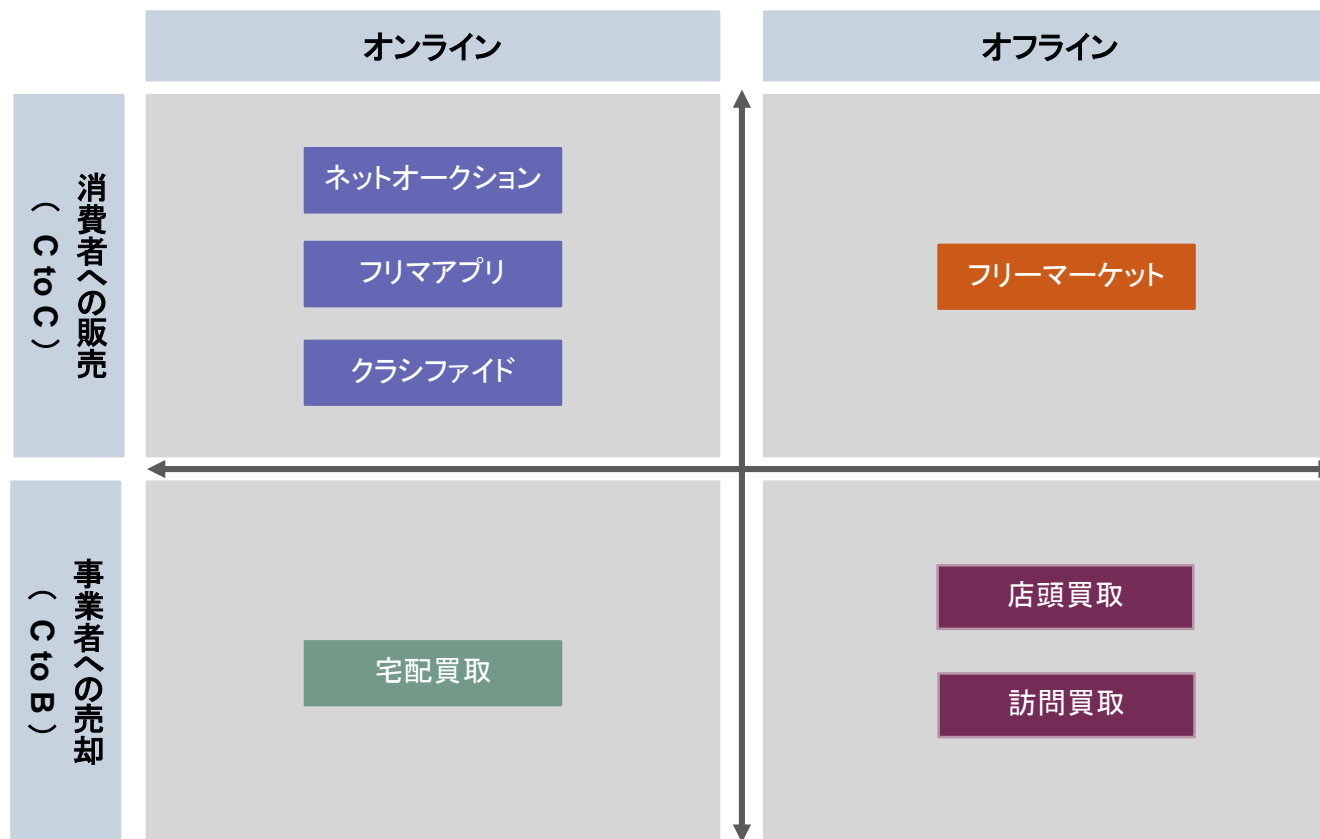 オンライン
オフライン
消費者への販売
（ C to C ）
ネットオークション
フリマアプリ
クラシファイド
フリーマーケット
事業者への売却
（ C to B ）
宅配買取
店頭買取
訪問買取